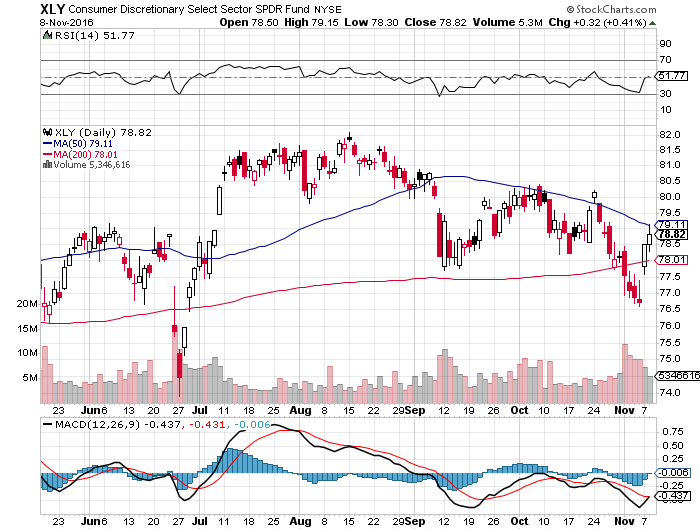 XLY Consumer Discretionary Select Sector SPDR Fund NYSE © StockCharts.com
8-Nov-2016 Open 78.50 High 79.15 Low 78.30 Close 78.82 Volume 5.3M Chg +0.32 (+0.41%)
RSI(14) 51.77
90
70
51.77
30
10
XLY (Daily) 78.82
MA(50) 79.11
MA(200) 78.01
Volume 5,346,616
82.0
81.5
81.0
80.5
80.0
79.5
79.11
78.82
78.5
78.01
77.5
77.0
76.5
76.0
75.5
75.0
74.0
20M
15M
10M
5M
5346616
23 Jun 6 13 20 27 Jul 11 18 25 Aug 8 15 22 29 Sep 12 19 26 Oct 10 17 24 Nov 7
MACD(12,26,9) -0.437, -0.431, -0.006
0.75
0.50
0.25
-0.006
-0.437
23 Jun 6 13 20 27 Jul 11 18 25 Aug 8 15 22 29 Sep 12 19 26 Oct 10 17 24 Nov 7